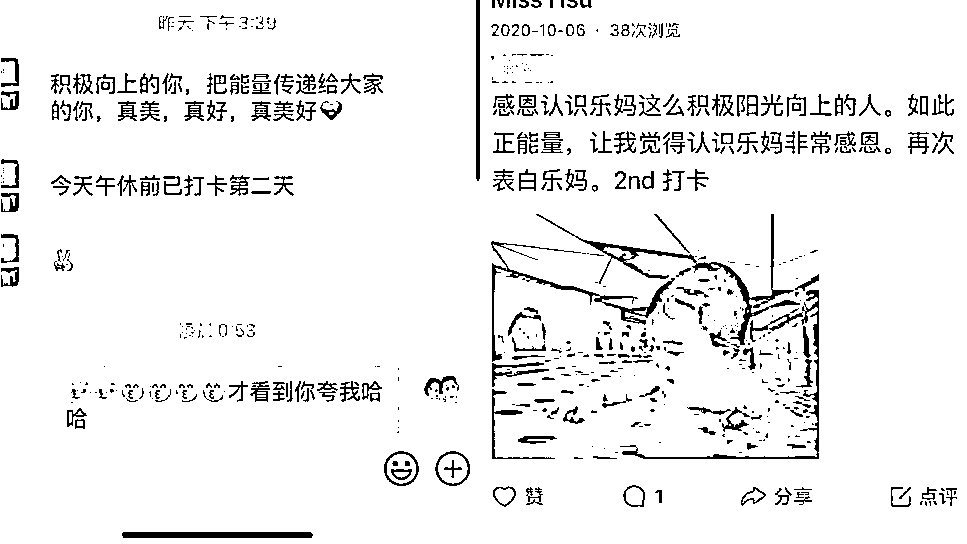 昨天 下午3:39
积极向上的你，把能量传递给大家
的你，真美，真好，真美好
今天午休前已打卡第二天
凌晨0:53
才看到你夸我哈
哈
Miss Hsu
2020-10-06 · 38次浏览
感恩认识乐妈这么积极阳光向上的人。如此
正能量，让我觉得认识乐妈非常感恩。再次
表白乐妈。2nd 打卡
赞
1
分享
点评